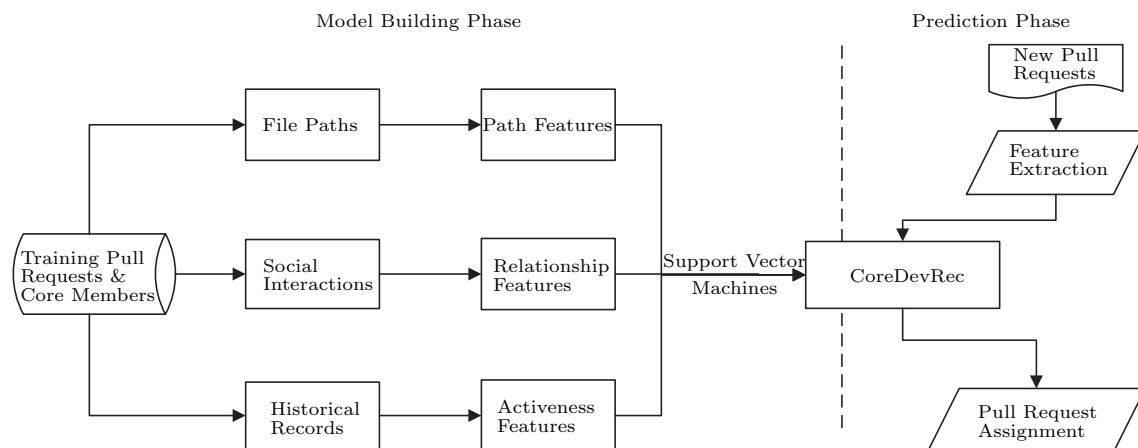 Model Building Phase
Prediction Phase
New Pull
Requests
File Paths
Path Features
Feature
Extraction
Training Pull
Requests &
Core Members
Social
Interactions
Relationship
Features
Support Vector
Machines
CoreDevRec
Historical
Records
Activeness
Features
Pull Request
Assignment